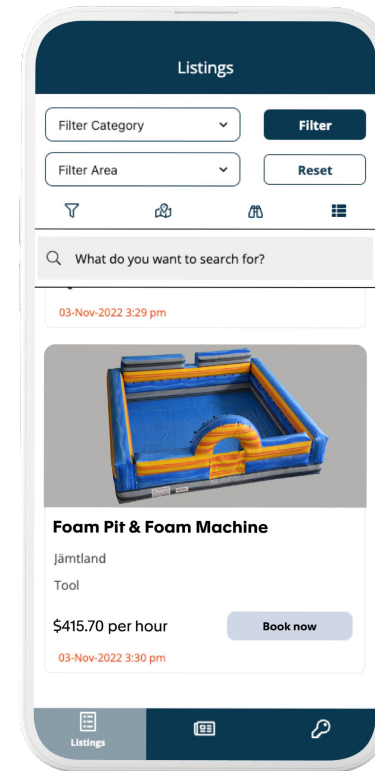 Listings
Filter Category
Filter
Filter Area
Reset
What do you want to search for?
03-Nov-2022 3:29 pm
Foam Pit & Foam Machine
Jämtland
Tool
$415.70 per hour
Book now
03-Nov-2022 3:30 pm
Listings